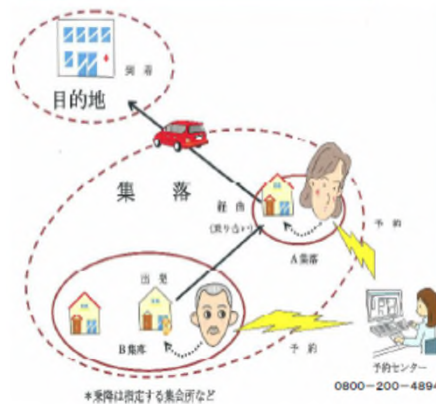 到着
目的地
集落
経由
(乗り合い)
予約
A集落
出発
B集落
予約
予約センター
0800-200-4894
*乗降は指定する集会所など